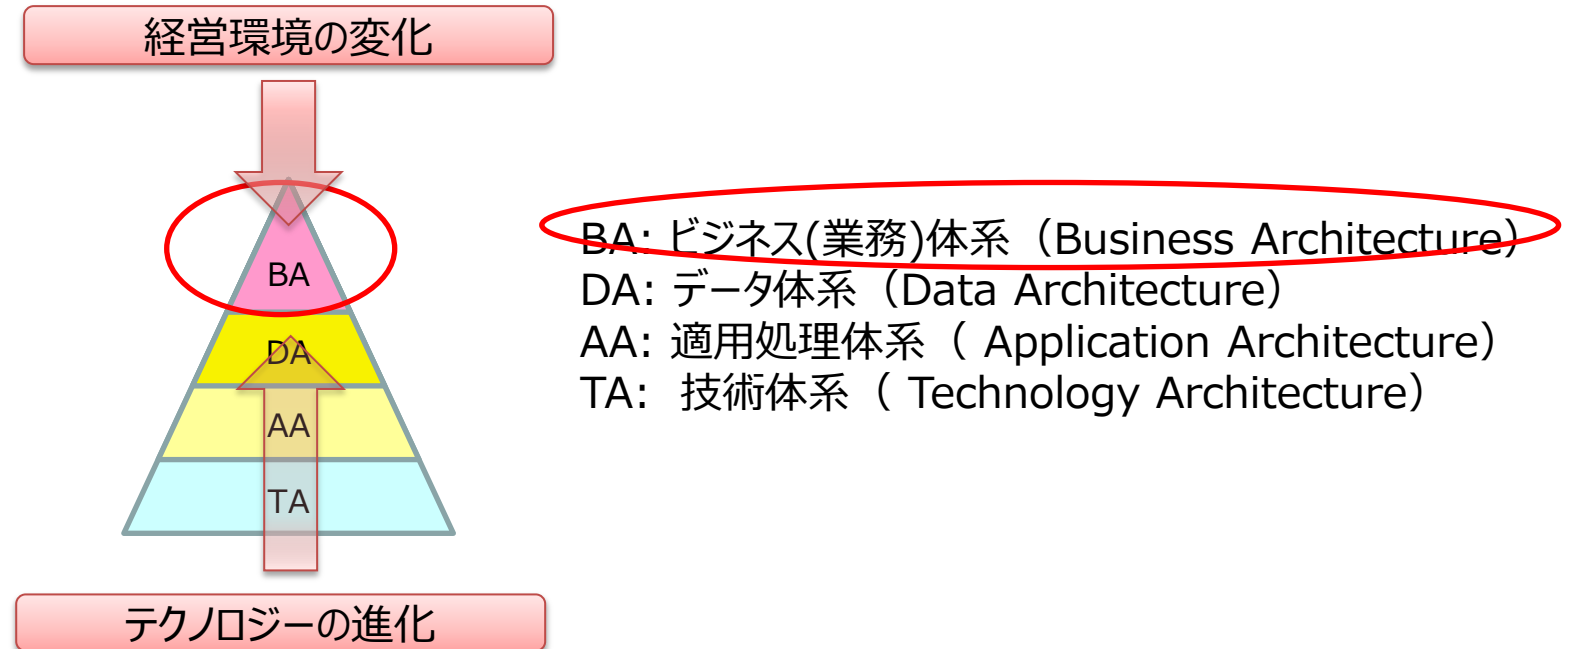 経営環境の変化
BA
DA
AA
TA
BA: ビジネス(業務)体系（Business Architecture）
DA: データ体系（Data Architecture）
AA: 適用処理体系（ Application Architecture）
TA: 技術体系（ Technology Architecture）
テクノロジーの進化